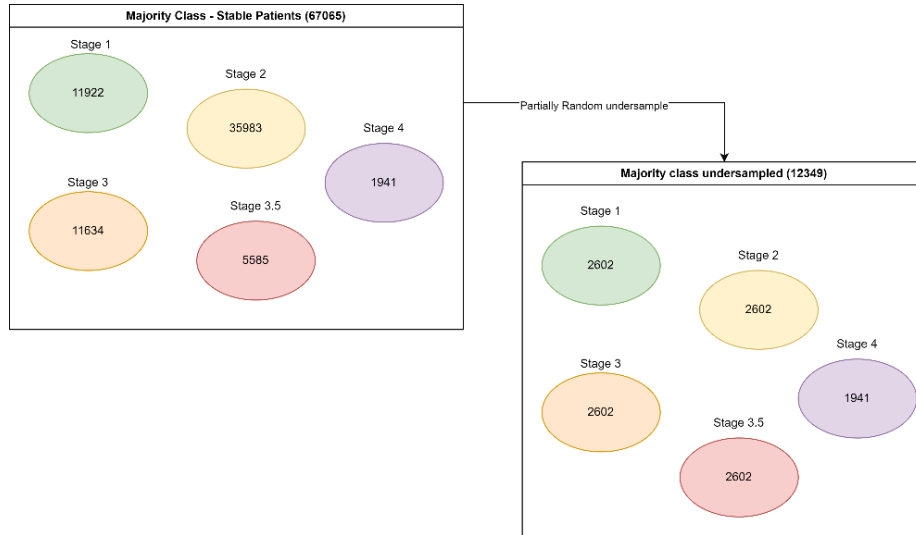 Majority Class - Stable Patients (67065)
Stage 1
11922
Stage 2
35983
Stage 4
1941
Stage 3
11634
Stage 3.5
5585
Partially Random undersample
Majority class undersampled (12349)
Stage 1
2602
Stage 2
2602
Stage 4
1941
Stage 3
2602
Stage 3.5
2602